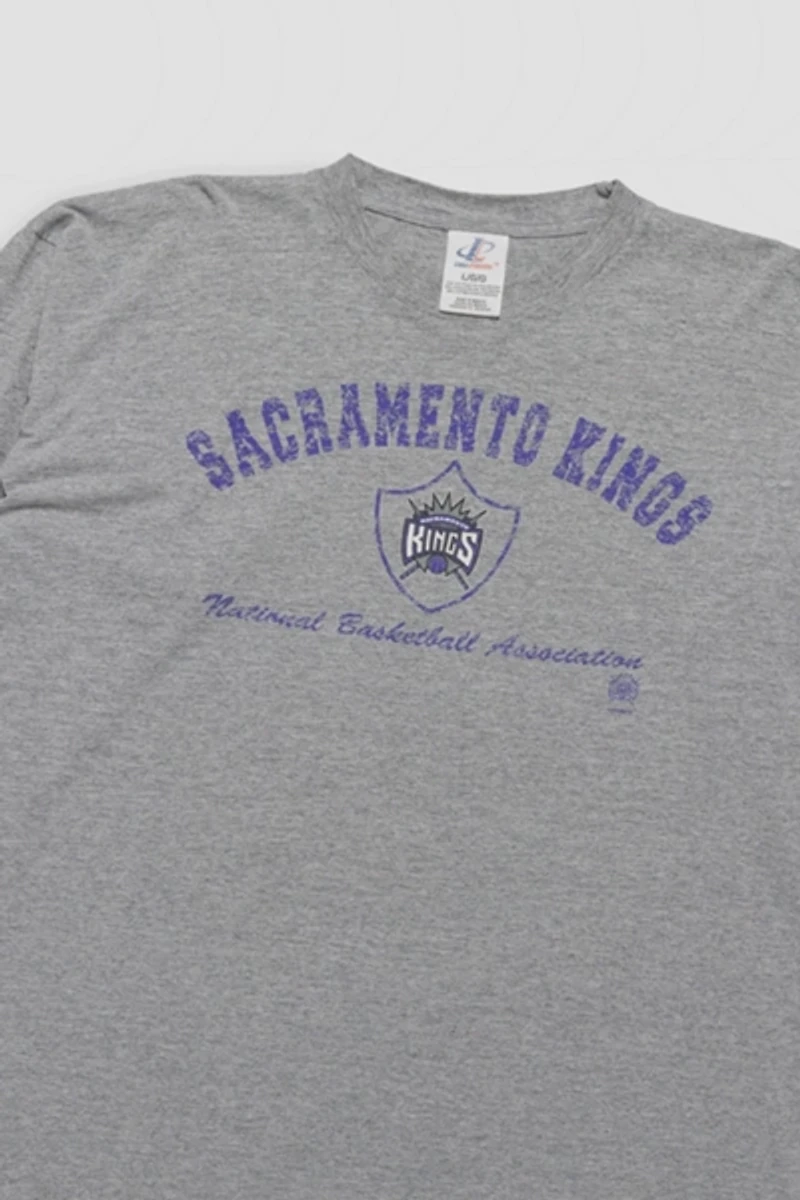 L/G/G
SACRAMENTO KINGS
KINGS
National Basketball Association